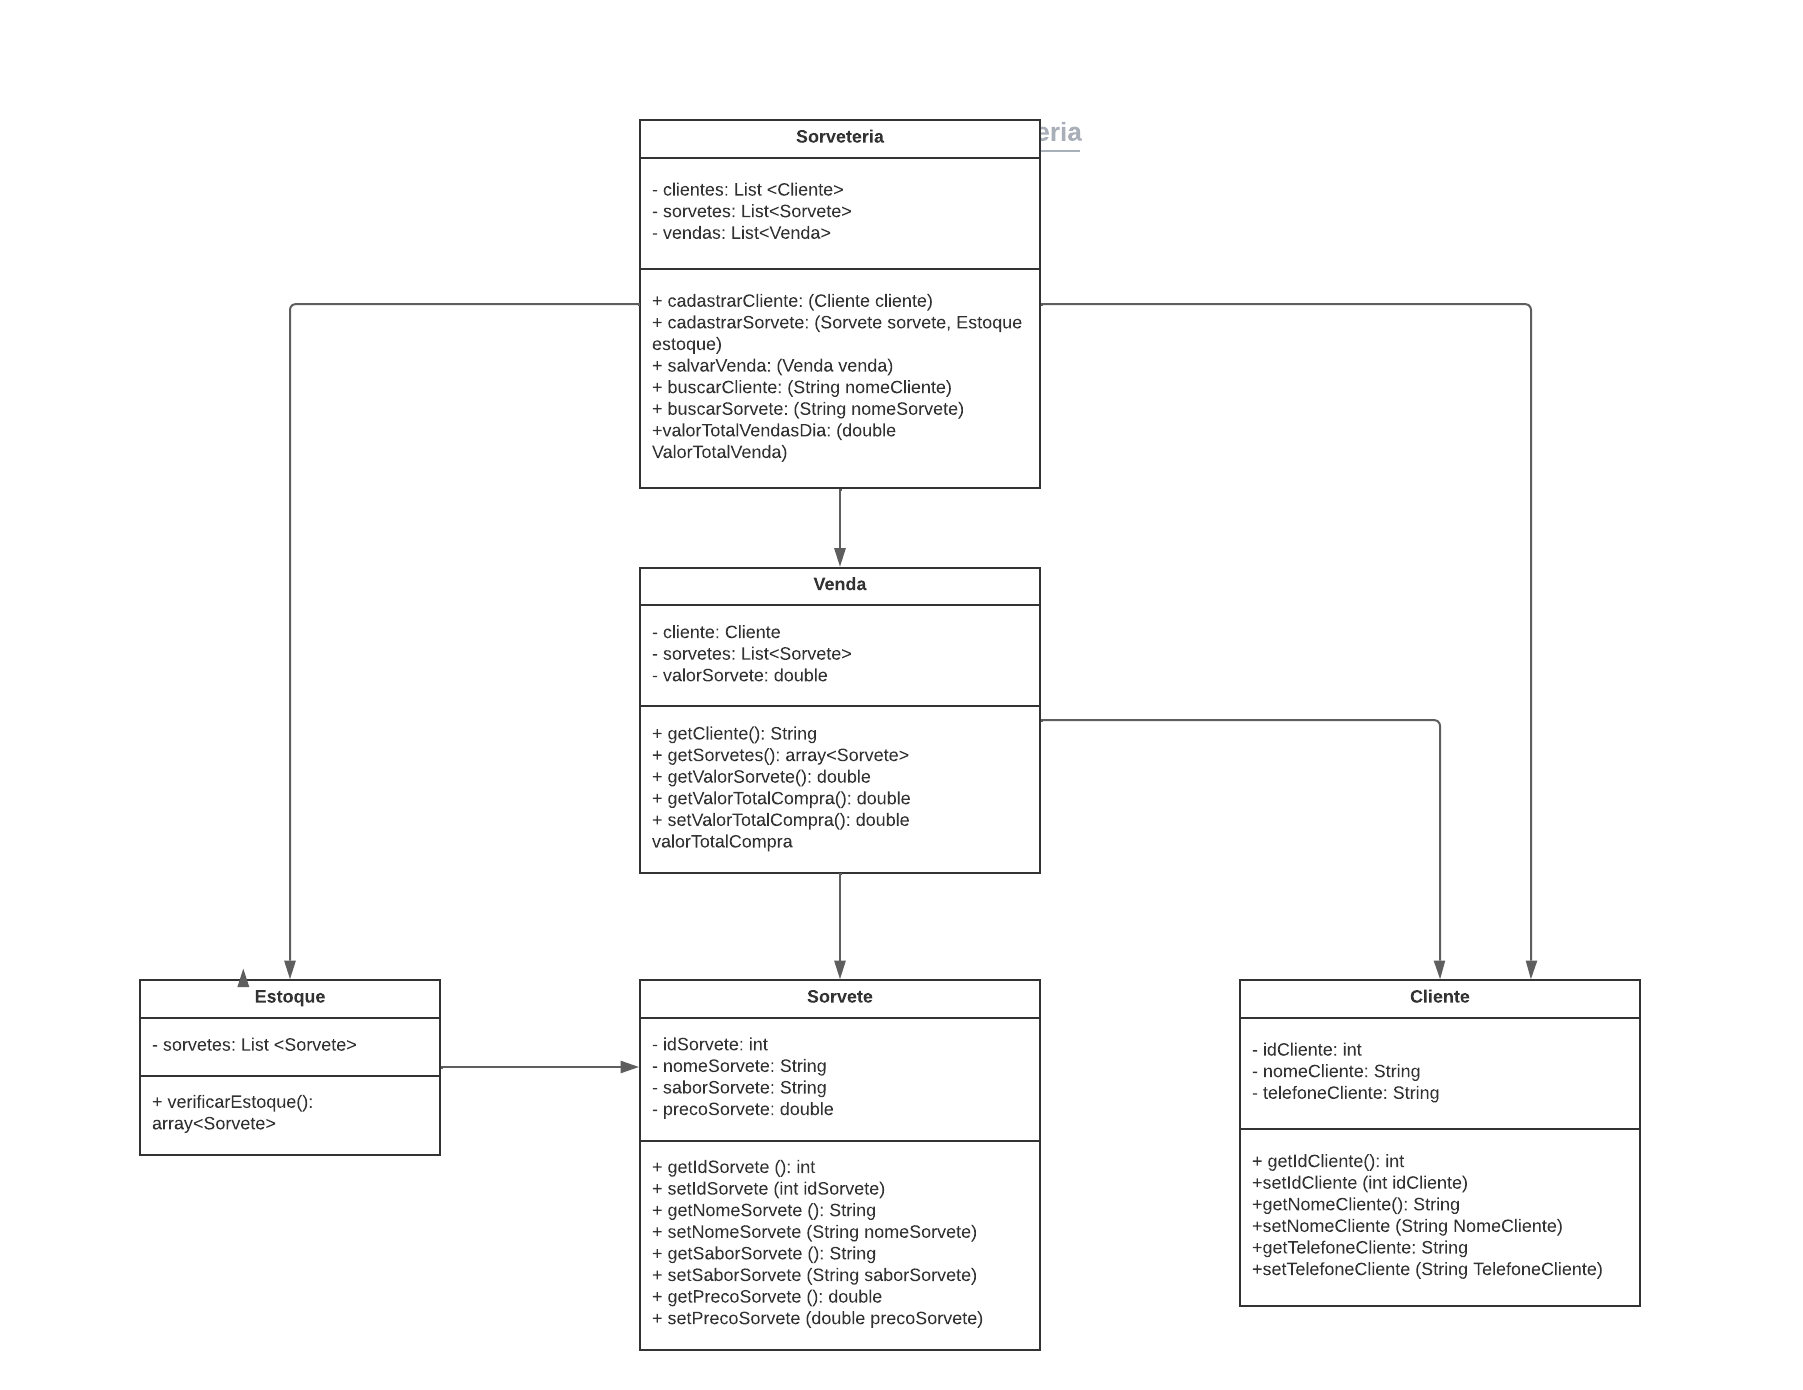 Sorveteria
eria
- clientes: List <Cliente>
- sorvetes: List<Sorvete>
- vendas: List<Venda>
+ cadastrarCliente: (Cliente cliente)
+ cadastrarSorvete: (Sorvete sorvete, Estoque
estoque)
+ salvarVenda: (Venda venda)
+ buscarCliente: (String nomeCliente)
+ buscarSorvete: (String nomeSorvete)
+valorTotalVendasDia: (double
ValorTotalVenda)
Venda
- cliente: Cliente
- sorvetes: List<Sorvete>
- valorSorvete: double
+ getCliente(): String
+ getSorvetes(): array<Sorvete>
+ getValorSorvete(): double
+ getValorTotalCompra(): double
+ setValorTotalCompra(): double
valorTotalCompra
Estoque
- sorvetes: List <Sorvete>
+ verificarEstoque():
array<Sorvete>
Sorvete
- idSorvete: int
- nomeSorvete: String
- saborSorvete: String
- precoSorvete: double
+ getIdSorvete (): int
+ setIdSorvete (int idSorvete)
+ getNomeSorvete (): String
+ setNomeSorvete (String nomeSorvete)
+ getSaborSorvete (): String
+ setSaborSorvete (String saborSorvete)
+ getPrecoSorvete (): double
+ setPrecoSorvete (double precoSorvete)
Cliente
- idCliente: int
- nomeCliente: String
- telefoneCliente: String
+ getIdCliente(): int
+setIdCliente (int idCliente)
+getNomeCliente(): String
+setNomeCliente (String NomeCliente)
+getTelefoneCliente: String
+setTelefoneCliente (String TelefoneCliente)